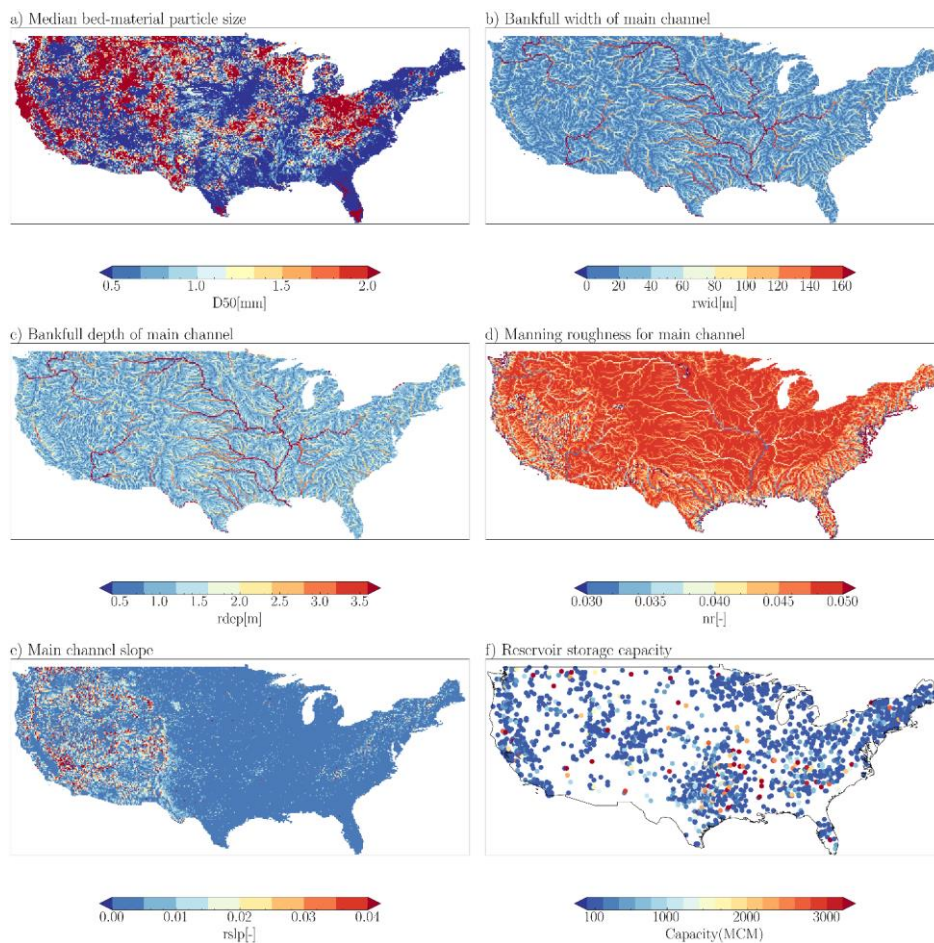 a) Median bed-material particle size
b) Bankfull width of main channel
0.5 1.0 1.5 2.0
D50[mm]
0 20 40 60 80 100 120 140 160
rwid[m]
c) Bankfull depth of main channel
d) Manning roughness for main channel
0.5 1.0 1.5 2.0 2.5 3.0 3.5
rdep[m]
0.030 0.035 0.040 0.045 0.050
nr[-]
e) Main channel slope
f) Reservoir storage capacity
0.00 0.01 0.02 0.03 0.04
rslp[-]
100 1000 2000 3000
Capacity(MCM)